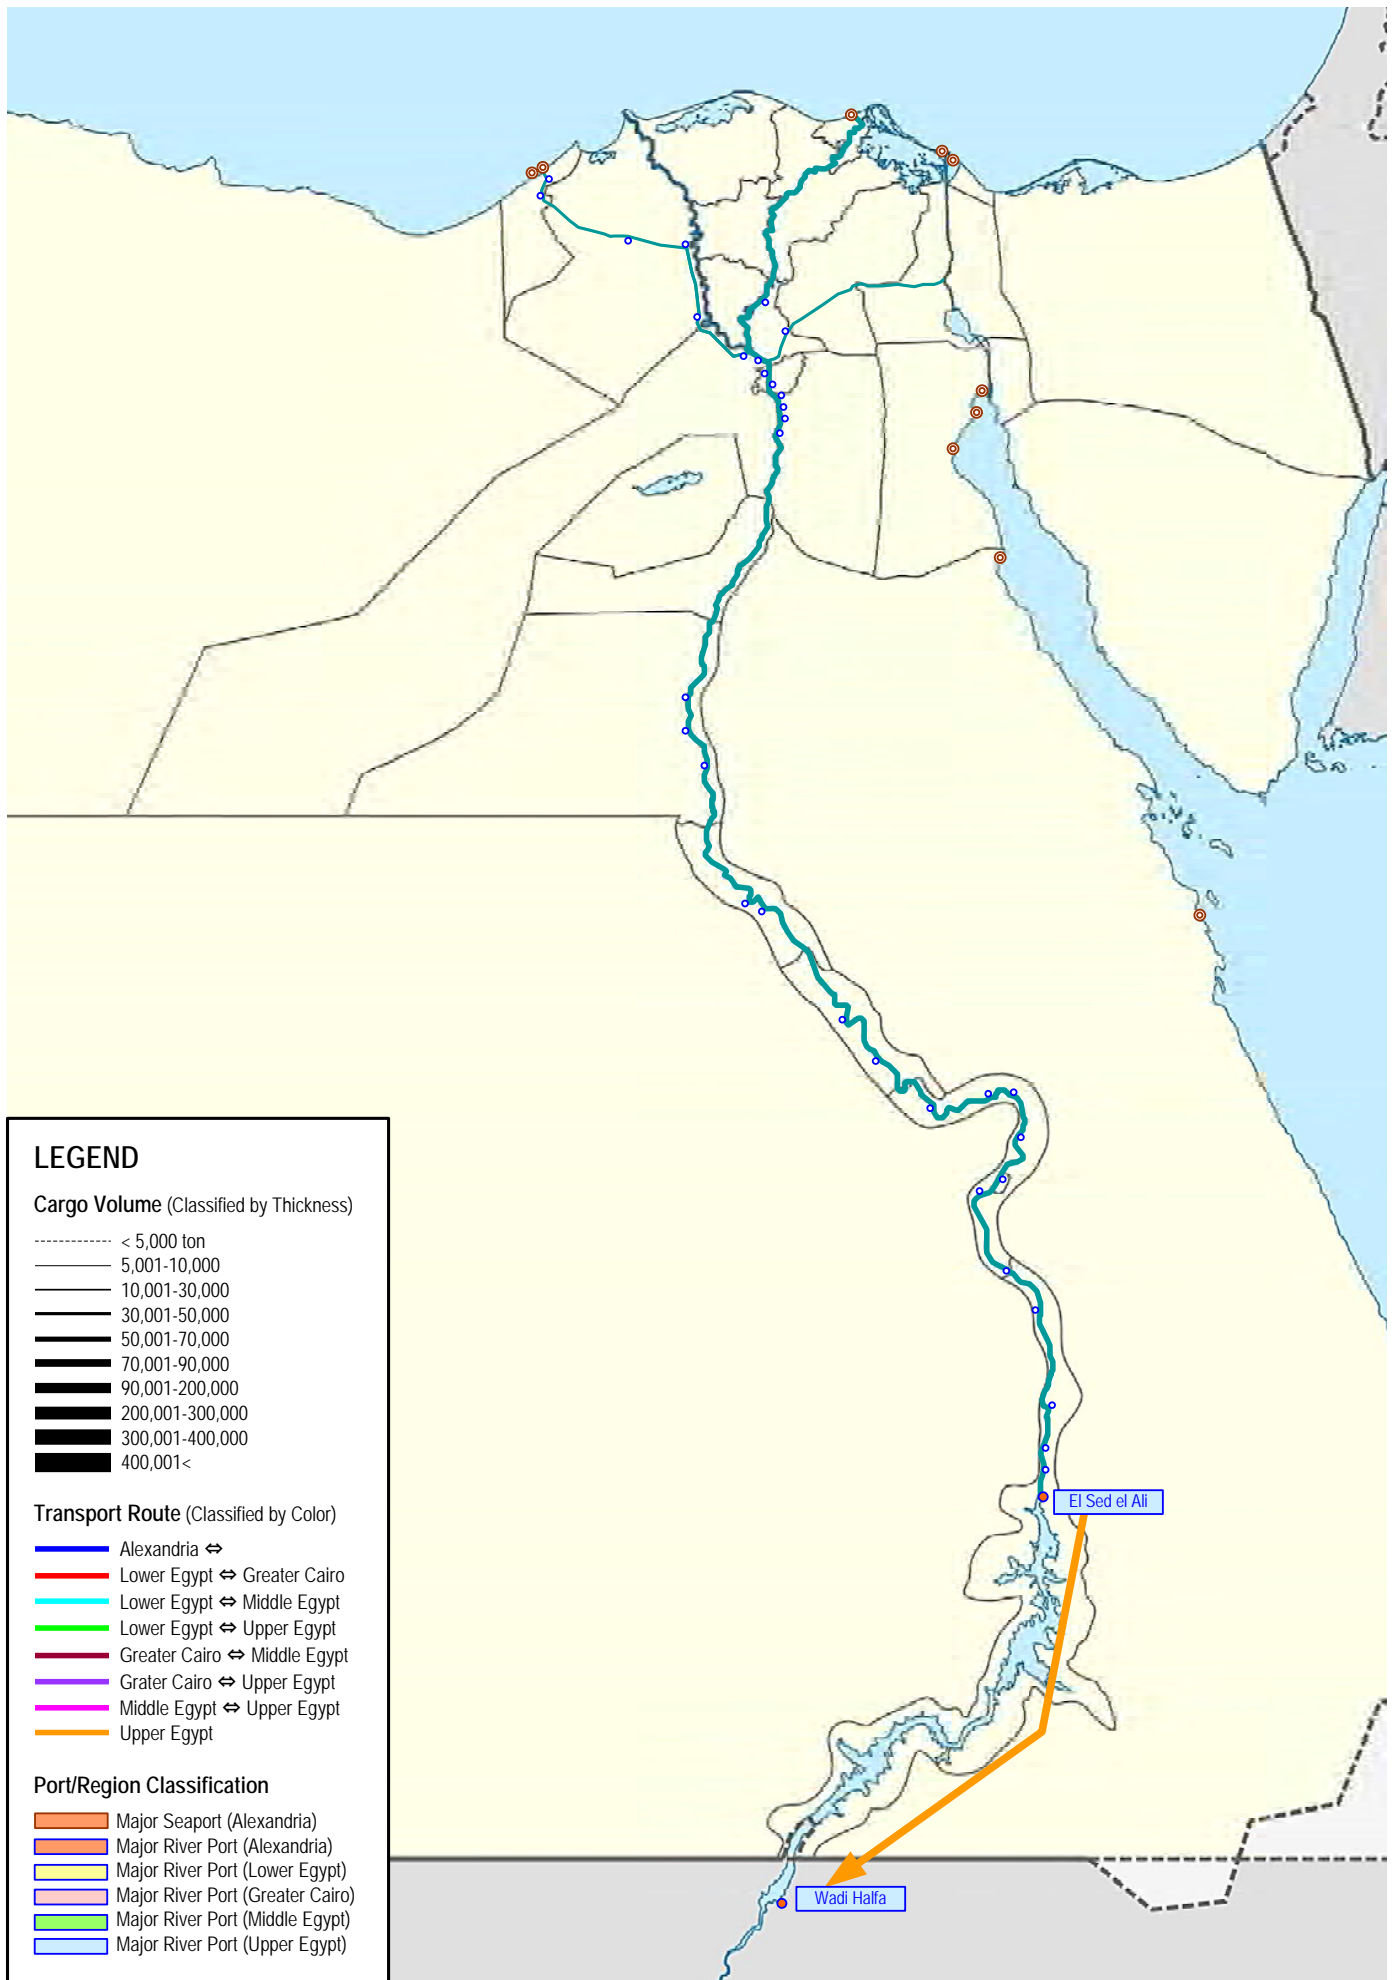 El Sed el Ali
Wadi Halfa
LEGEND
Cargo Volume (Classified by Thickness)
< 5,000 ton
5,001-10,000
10,001-30,000
30,001-50,000
50,001-70,000
70,001-90,000
90,001-200,000
200,001-300,000
300,001-400,000
400,001<
Transport Route (Classified by Color)
Alexandria ⇔
Lower Egypt ⇔ Greater Cairo
Lower Egypt ⇔ Middle Egypt
Lower Egypt ⇔ Upper Egypt
Greater Cairo ⇔ Middle Egypt
Grater Cairo ⇔ Upper Egypt
Middle Egypt ⇔ Upper Egypt
Upper Egypt
Port/Region Classification
Major Seaport (Alexandria)
Major River Port (Alexandria)
Major River Port (Lower Egypt)
Major River Port (Greater Cairo)
Major River Port (Middle Egypt)
Major River Port (Upper Egypt)